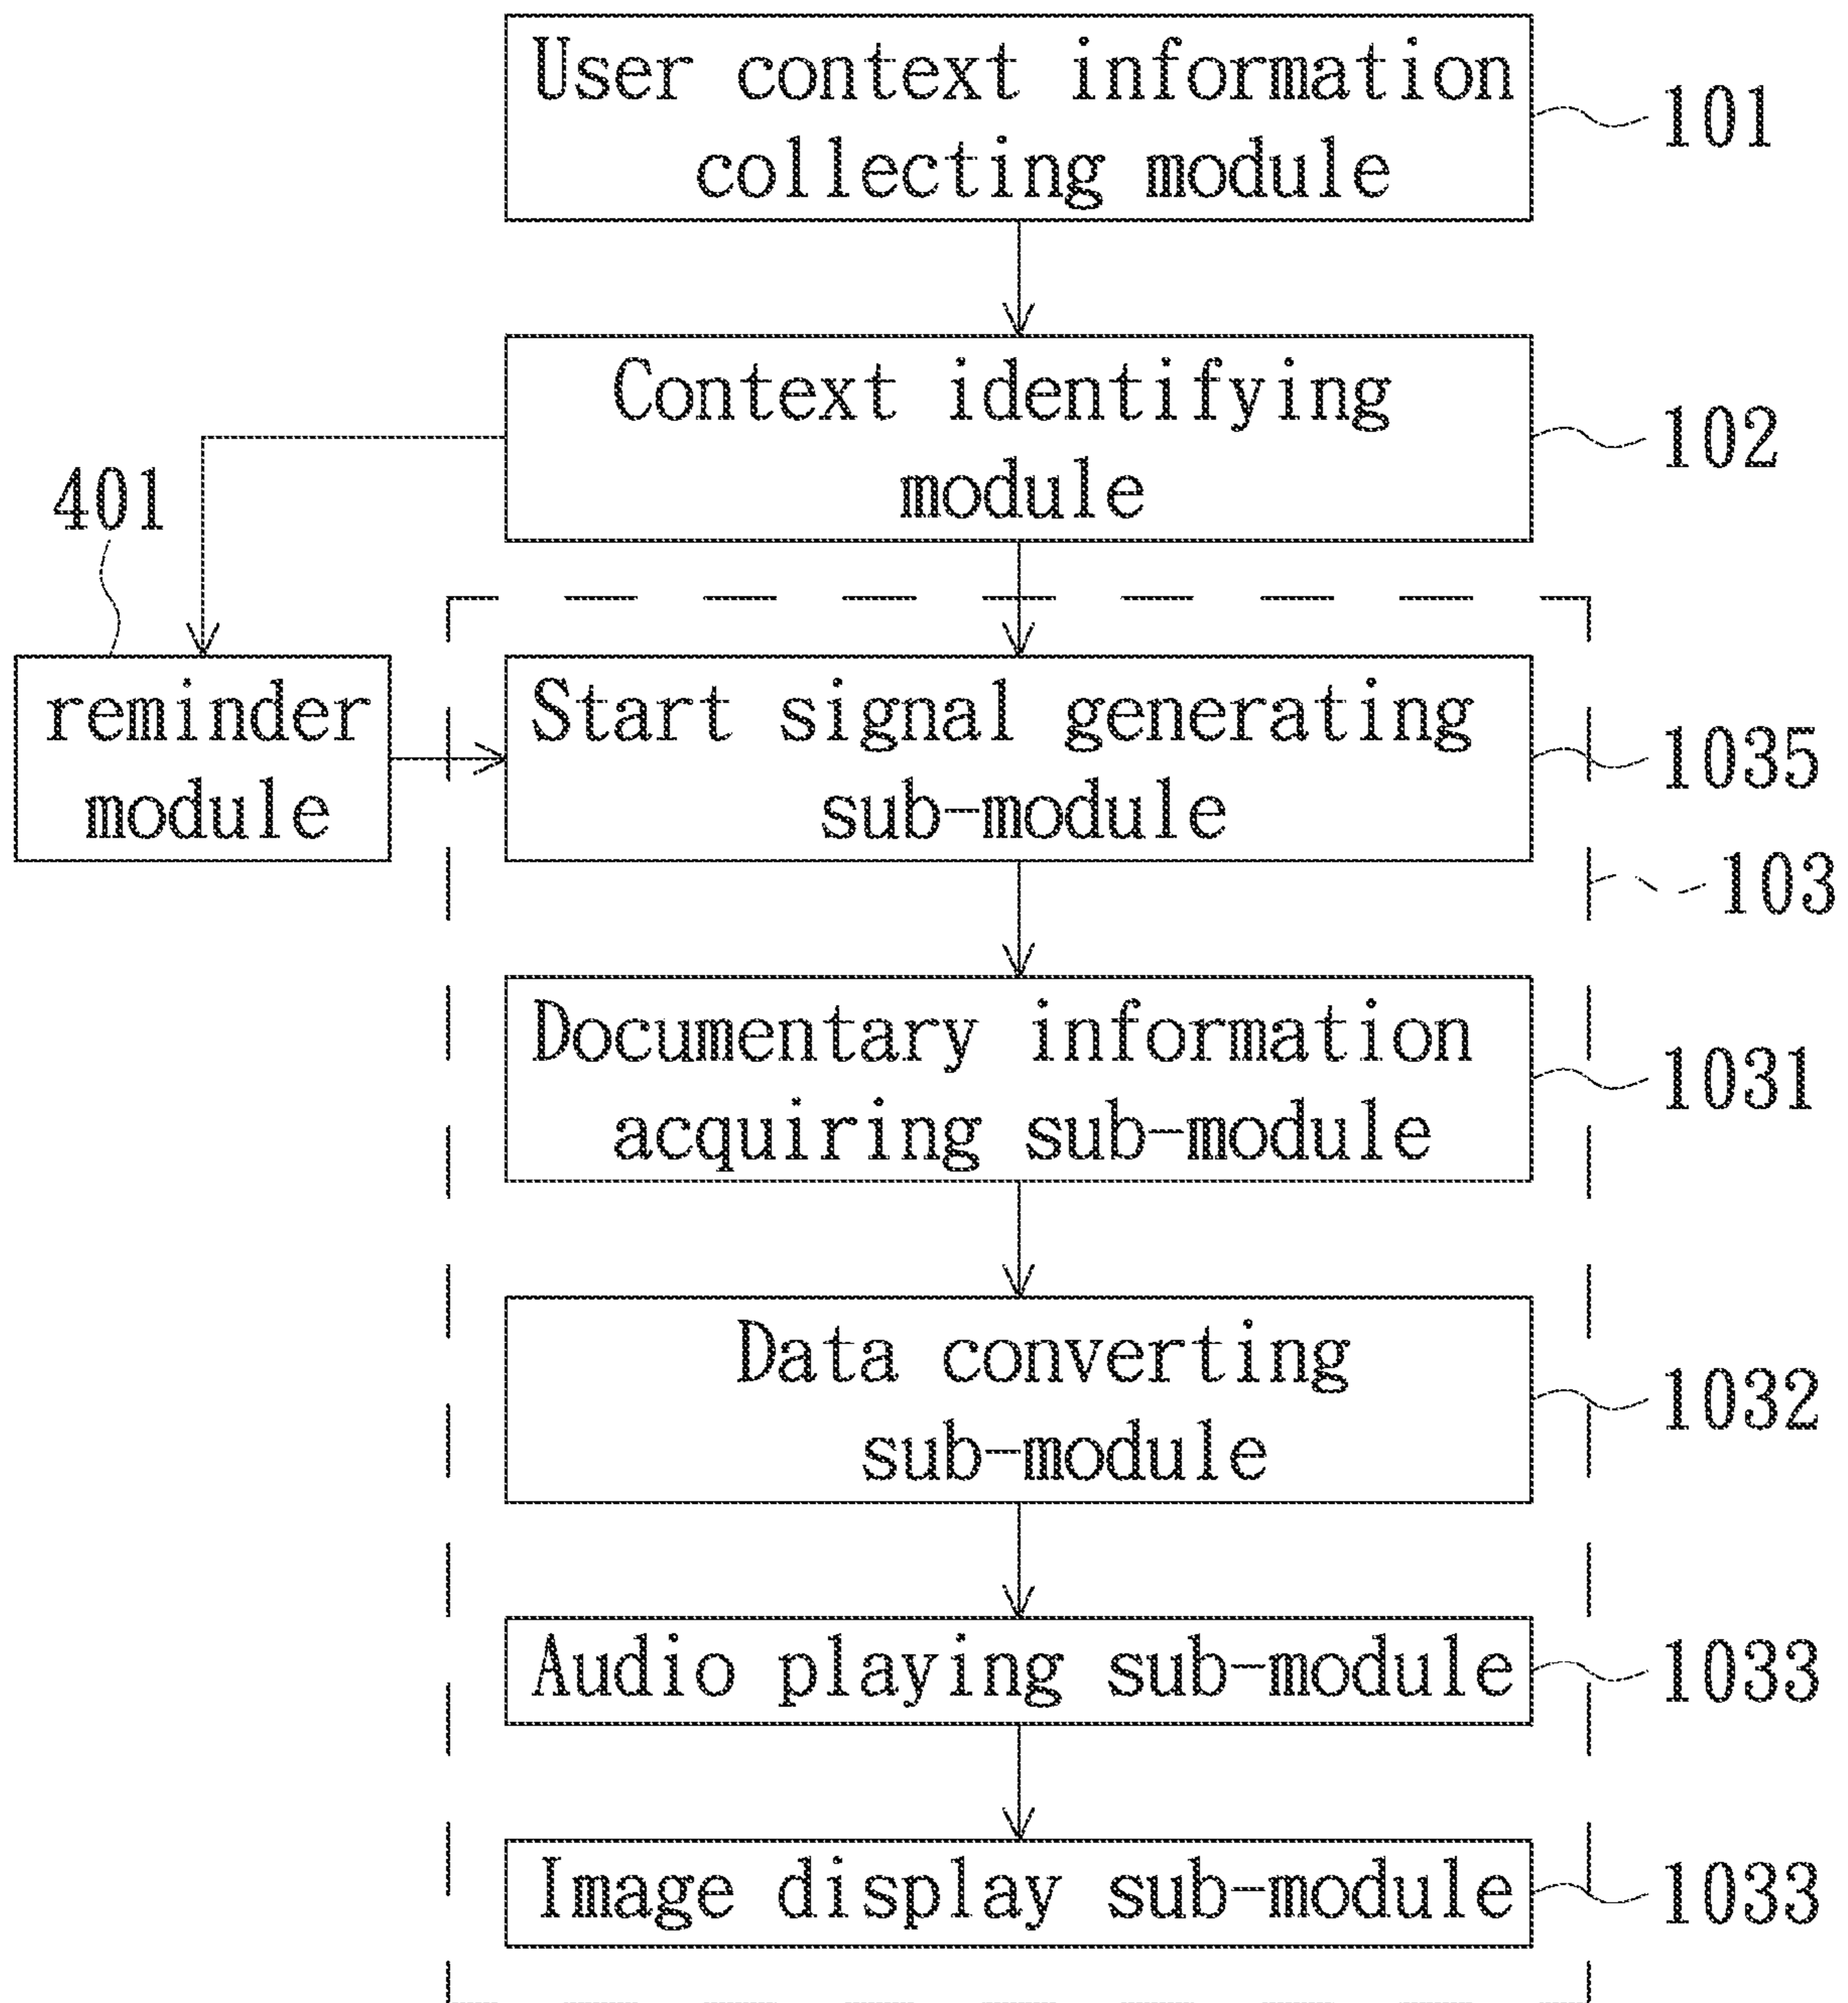 User context information
collecting module
101
Context identifying
module
102
401
reminder
module
Start signal generating
sub-module
1035
103
Documentary information
acquiring sub-module
1031
Data converting
sub-module
1032
Audio playing sub-module
1033
Image display sub-module
1033